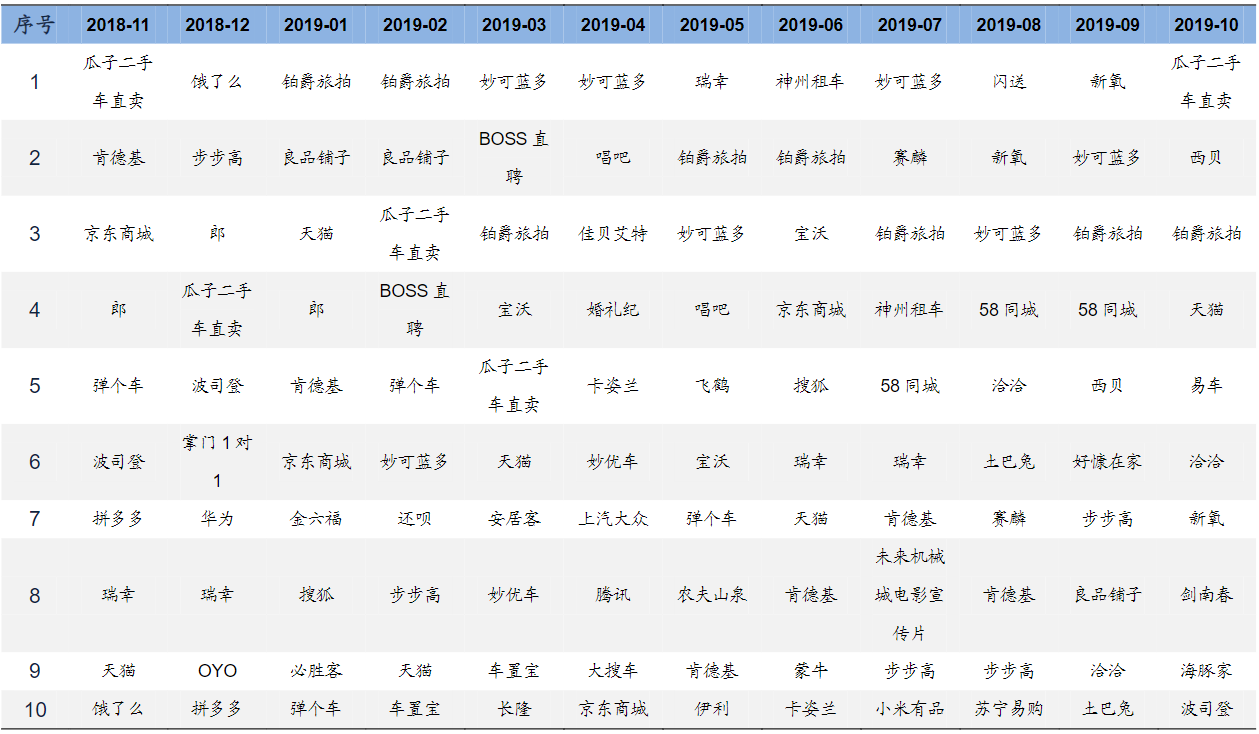 序号 2018-11 2018-12 2019-01 2019-02 2019-03 2019-04 2019-05 2019-06 2019-07 2019-08 2019-09 2019-10
1 瓜子二手车直卖 饿了么 铂爵旅拍 铂爵旅拍 妙可蓝多 妙可蓝多 瑞幸 神州租车 妙可蓝多 闪送 新氧 瓜子二手车直卖
2 肯德基 步步高 良品铺子 良品铺子 BOSS 直聘 唱吧 铂爵旅拍 铂爵旅拍 赛麟 新氧 妙可蓝多 西贝
3 京东商城 郎 天猫 瓜子二手车直卖 铂爵旅拍 佳贝艾特 妙可蓝多 宝沃 铂爵旅拍 妙可蓝多 铂爵旅拍 铂爵旅拍
4 郎 瓜子二手车直卖 郎 BOSS 直聘 宝沃 婚礼纪 唱吧 京东商城 神州租车 58 同城 58 同城 天猫
5 弹个车 波司登 肯德基 弹个车 瓜子二手车直卖 卡姿兰 飞鹤 搜狐 58 同城 洽洽 西贝 易车
6 波司登 掌门 1 对 1 京东商城 妙可蓝多 天猫 妙优车 宝沃 瑞幸 瑞幸 土巴兔 好慷在家 洽洽
7 拼多多 华为 金六福 还呗 安居客 上汽大众 弹个车 天猫 肯德基 赛麟 步步高 新氧
8 瑞幸 瑞幸 搜狐 步步高 妙优车 腾讯 农夫山泉 肯德基 未来机械城电影宣传片 肯德基 良品铺子 剑南春
9 天猫 OYO 必胜客 天猫 车置宝 大搜车 肯德基 蒙牛 步步高 步步高 洽洽 海豚家
10 饿了么 拼多多 弹个车 车置宝 长隆 京东商城 伊利 卡姿兰 小米有品 苏宁易购 土巴兔 波司登